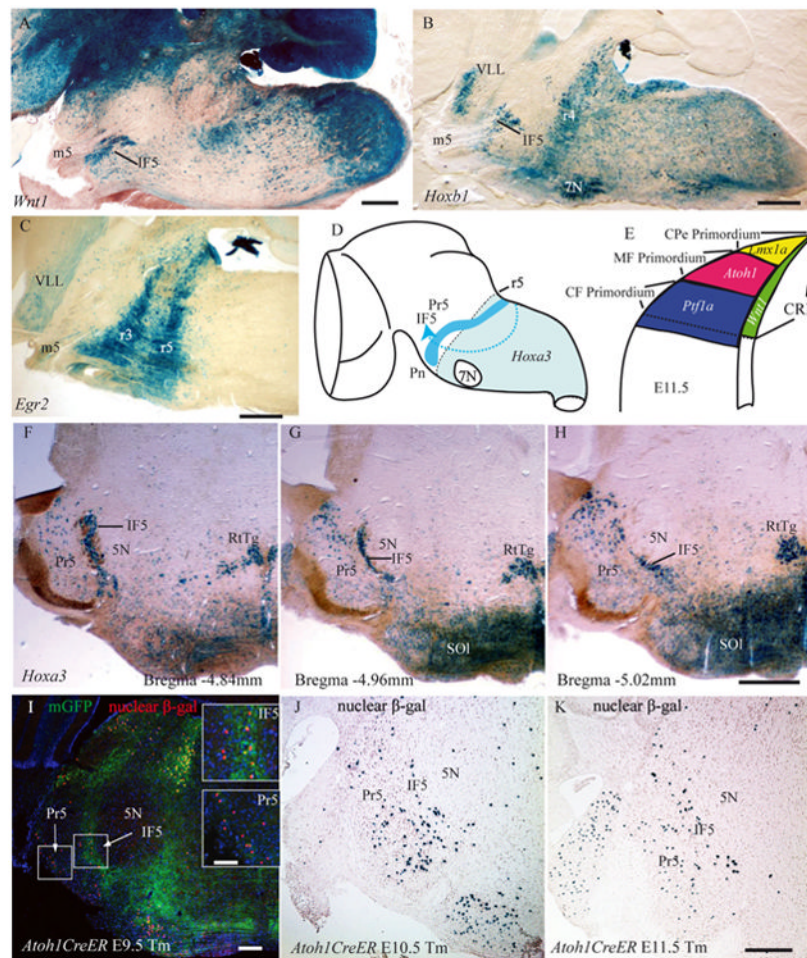 A
VLL
m5
IF5
Wnt1
B
VLL
IF5
r4
m5
7N
Hoxb1
C
VLL
r3
r5
m5
Egr2
D
r5
Pr5
IF5
Hoxa3
Pn
7N
E
CPe Primordium
Lmx1a
MF Primordium
Atoh1
CF Primordium
Ptf1a
Wnt1
E11.5
F
IF5
5N
RtTg
Pr5
Hoxa3
Bregma -4.84mm
G
5N
IF5
RtTg
Pr5
SOl
Bregma -4.96mm
H
5N
IF5
RtTg
Pr5
SOl
Bregma -5.02mm
I mGFP nuclear β-gal
IF5
Pr5
Pr5
5N
IF5
Atoh1CreER E9.5 Tm
J nuclear β-gal
5N
IF5
Pr5
Atoh1CreER E10.5 Tm
K nuclear β-gal
5N
IF5
Pr5
Atoh1CreER E11.5 Tm